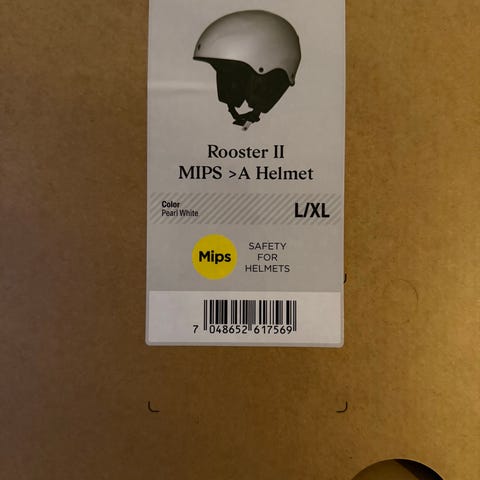 Rooster II
MIPS >A Helmet
Color
Pearl White
L/XL
Mips
SAFETY
FOR
HELMETS
7 048652 617569